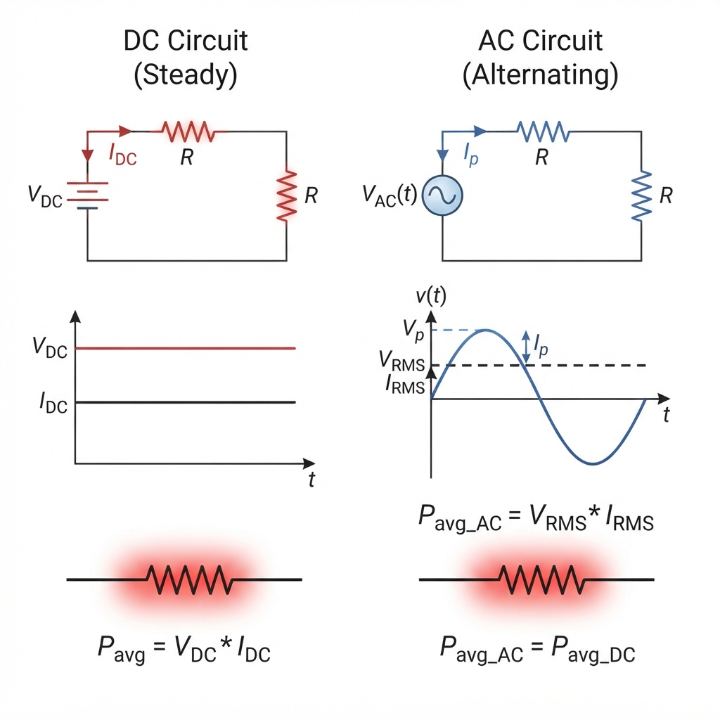 DC Circuit
(Steady)
I_DC
R
V_DC
R
V_DC
I_DC
t
P_avg = V_DC * I_DC
AC Circuit
(Alternating)
I_p
R
V_AC(t)
R
v(t)
V_p
I_p
V_RMS
I_RMS
t
P_avg_AC = V_RMS * I_RMS
P_avg_AC = P_avg_DC